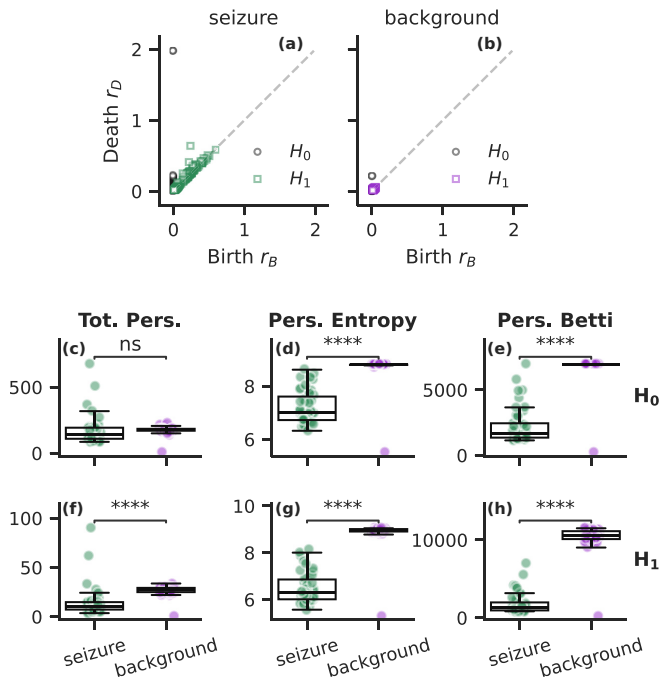 seizure
background
(a)
(b)
2
1
0
Death r_D
H_0
H_1
H_0
H_1
0
1
2
0
1
2
Birth r_B
Birth r_B
Tot. Pers.
Pers. Entropy
Pers. Betti
(c)
ns
(d)
****
(e)
****
500
0
8
6
5000
0
H_0
(f)
****
(g)
****
(h)
****
100
50
0
10
8
6
10000
0
H_1
seizure
background
seizure
background
seizure
background